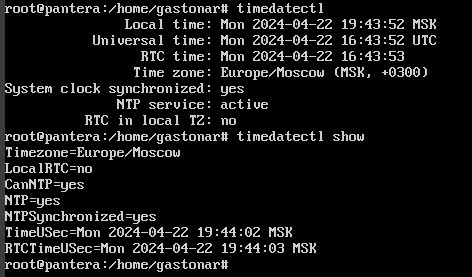 root@pantera:/home/gastonar# timedatectl
Local time: Mon 2024-04-22 19:43:52 MSK
Universal time: Mon 2024-04-22 16:43:52 UTC
RTC time: Mon 2024-04-22 16:43:53
Time zone: Europe/Moscow (MSK, +0300)
System clock synchronized: yes
NTP service: active
RTC in local TZ: no
root@pantera:/home/gastonar# timedatectl show
Timezone=Europe/Moscow
LocalRTC=no
CanNTP=yes
NTP=yes
NTPSynchronized=yes
TimeUSec=Mon 2024-04-22 19:44:02 MSK
RTCTimeUSec=Mon 2024-04-22 19:44:03 MSK
root@pantera:/home/gastonar#